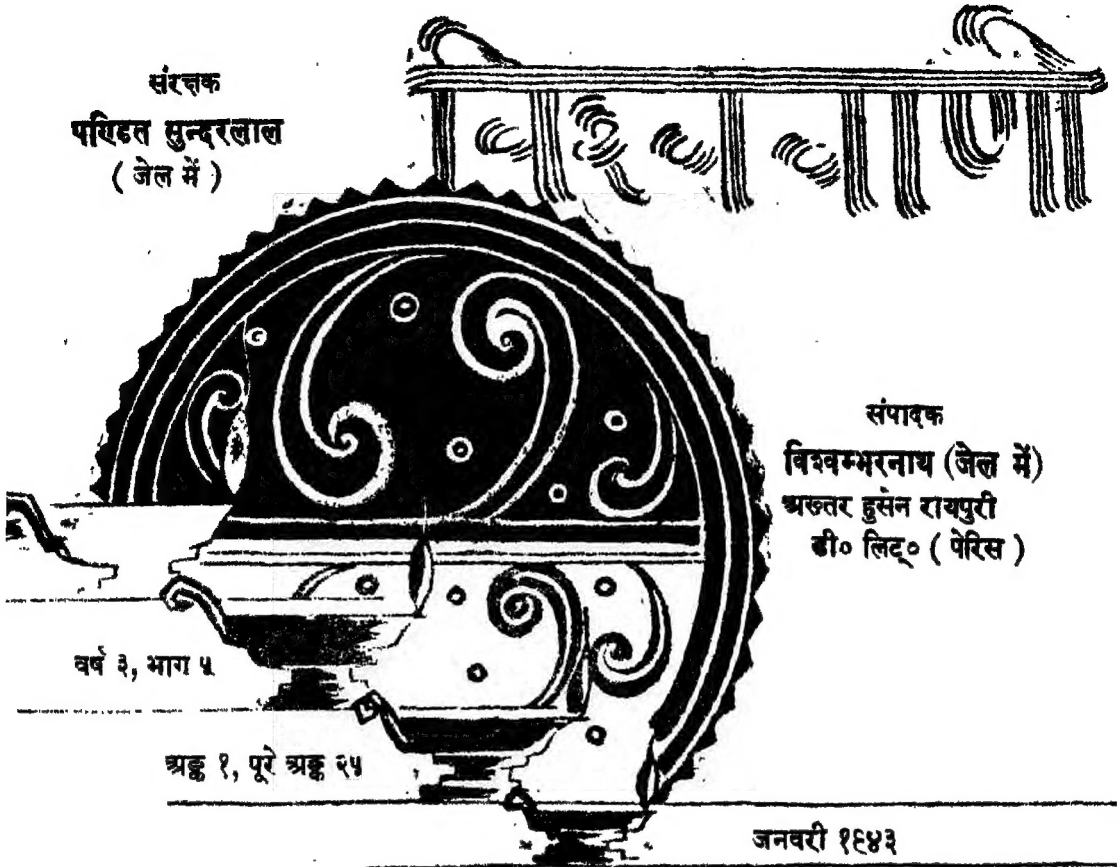 संरक्षक
पण्डित सुन्दरलाल
( जेल में )
विश्ववाणी
संपादक
विश्वम्भरनाथ (जेल में)
अख्तर हुसेन रायपुरी
डी० लिट्० ( पेरिस )
वर्ष ३, भाग ५
अङ्क १, पूरे अङ्क २५
जनवरी १९४३